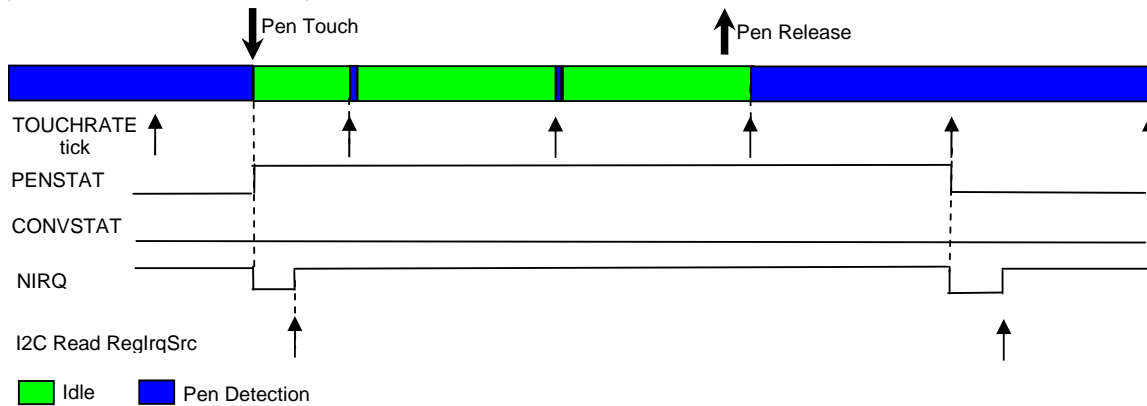 Pen Touch
Pen Release
TOUCHRATE
tick
PENSTAT
CONVSTAT
NIRQ
I2C Read RegIrqSrc
Idle
Pen Detection